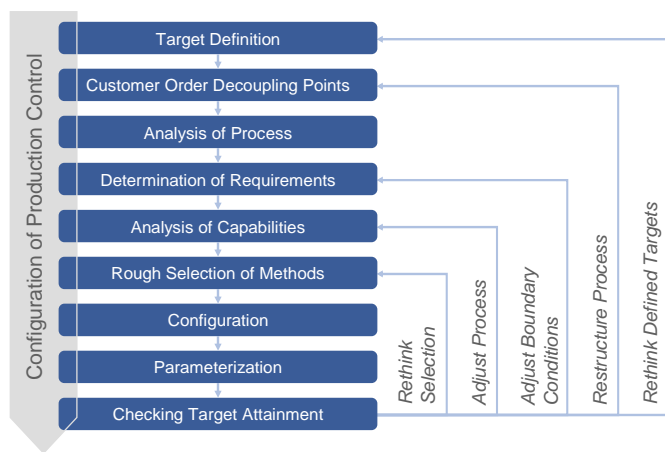 Configuration of Production Control
Target Definition
Customer Order Decoupling Points
Analysis of Process
Determination of Requirements
Analysis of Capabilities
Rough Selection of Methods
Configuration
Parameterization
Checking Target Attainment
Rethink
Selection
Adjust Process
Adjust Boundary
Conditions
Restructure Process
Rethink Defined Targets